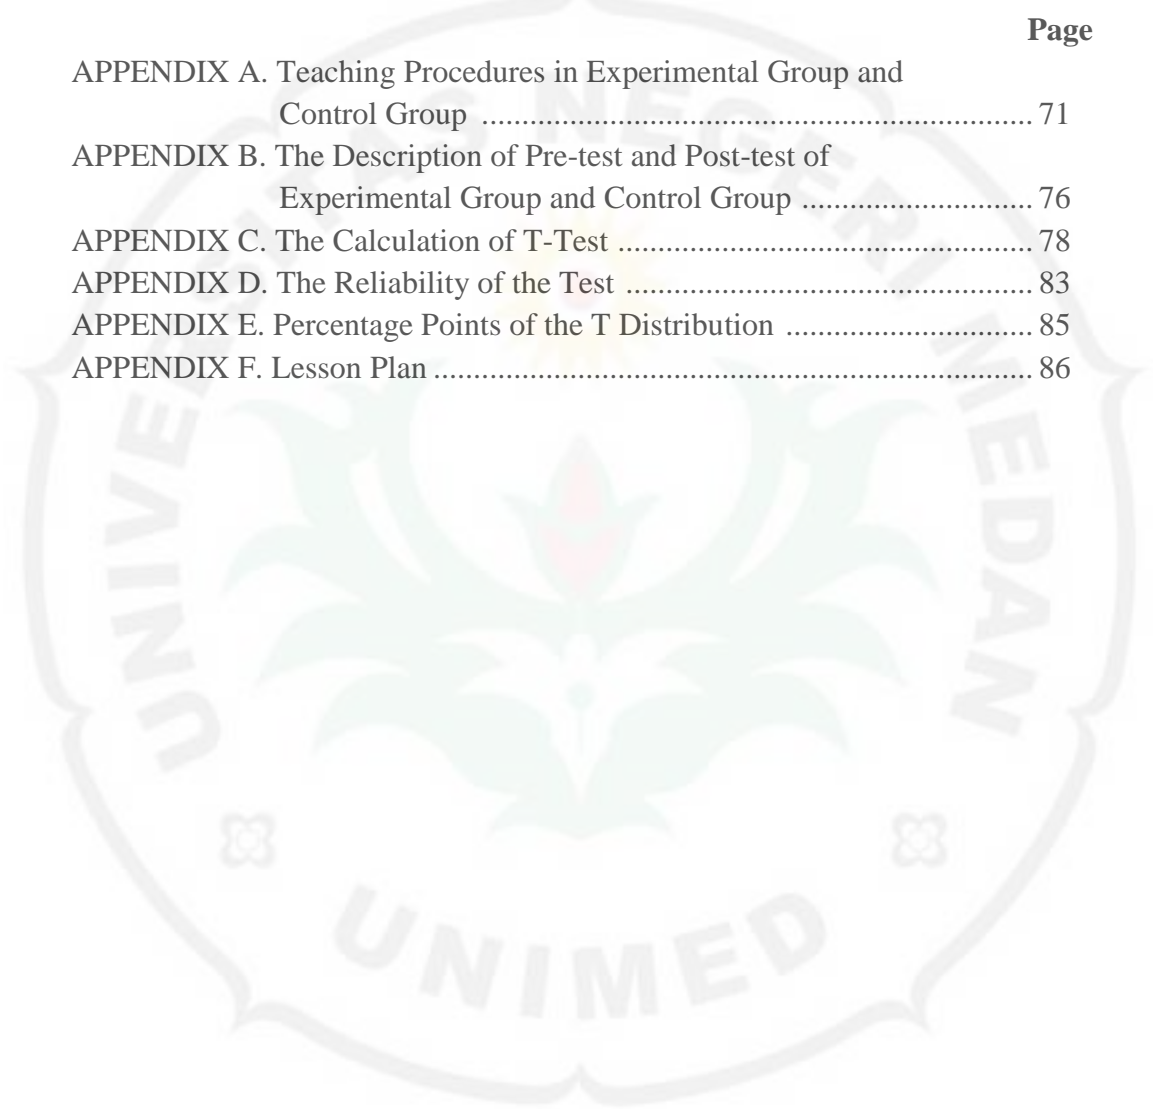 Page
APPENDIX A. Teaching Procedures in Experimental Group and
Control Group ..................................................................... 71
APPENDIX B. The Description of Pre-test and Post-test of
Experimental Group and Control Group ............................. 76
APPENDIX C. The Calculation of T-Test .................................................... 78
APPENDIX D. The Reliability of the Test ................................................... 83
APPENDIX E. Percentage Points of the T Distribution ............................... 85
APPENDIX F. Lesson Plan ........................................................................... 86
UNIVERSITAS NEGERI MEDAN
UNIMED